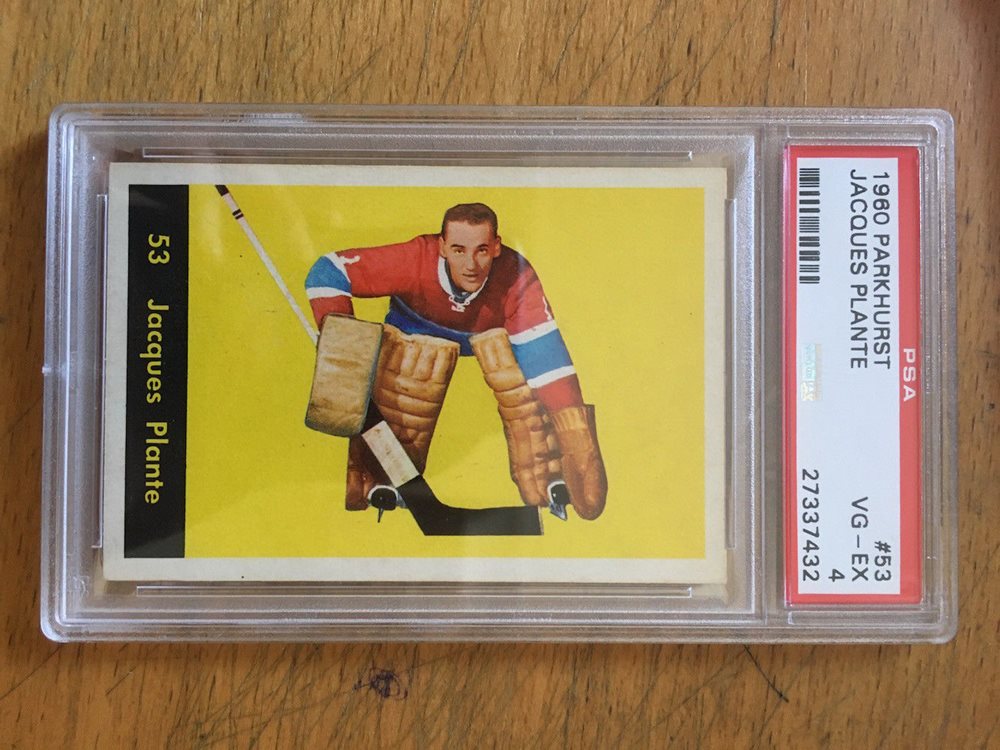 PSA
1960 PARKHURST #53
JACQUES PLANTE VG-EX
4
27337432
53 Jacques Plante